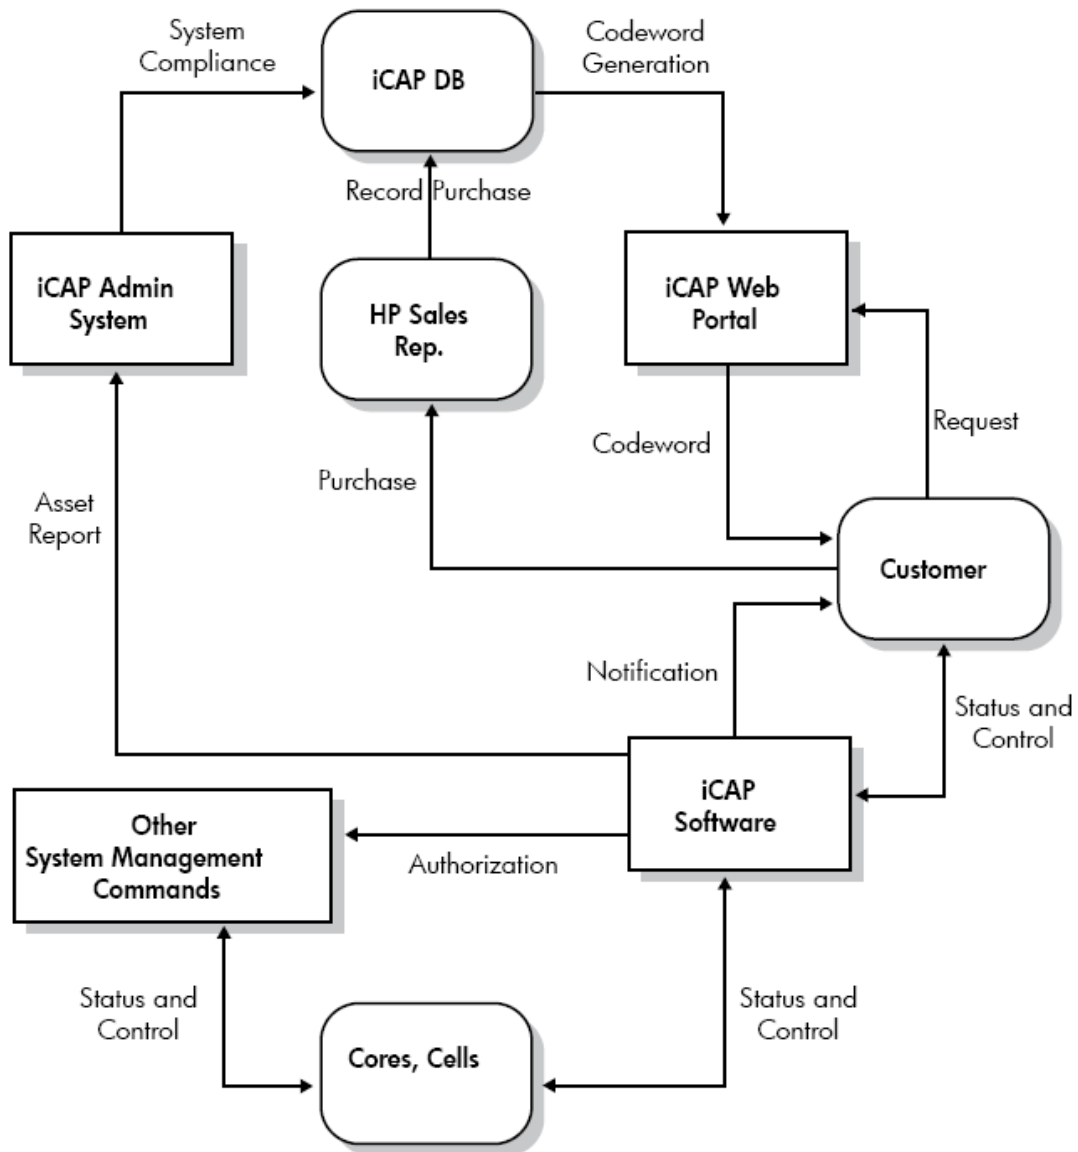 System
Compliance
iCAP DB
Codeword
Generation
Record Purchase
iCAP Admin
System
HP Sales
Rep.
iCAP Web
Portal
Request
Codeword
Purchase
Asset
Report
Customer
Notification
Status and
Control
iCAP
Software
Other
System Management
Commands
Authorization
Status and
Control
Cores, Cells
Status and
Control